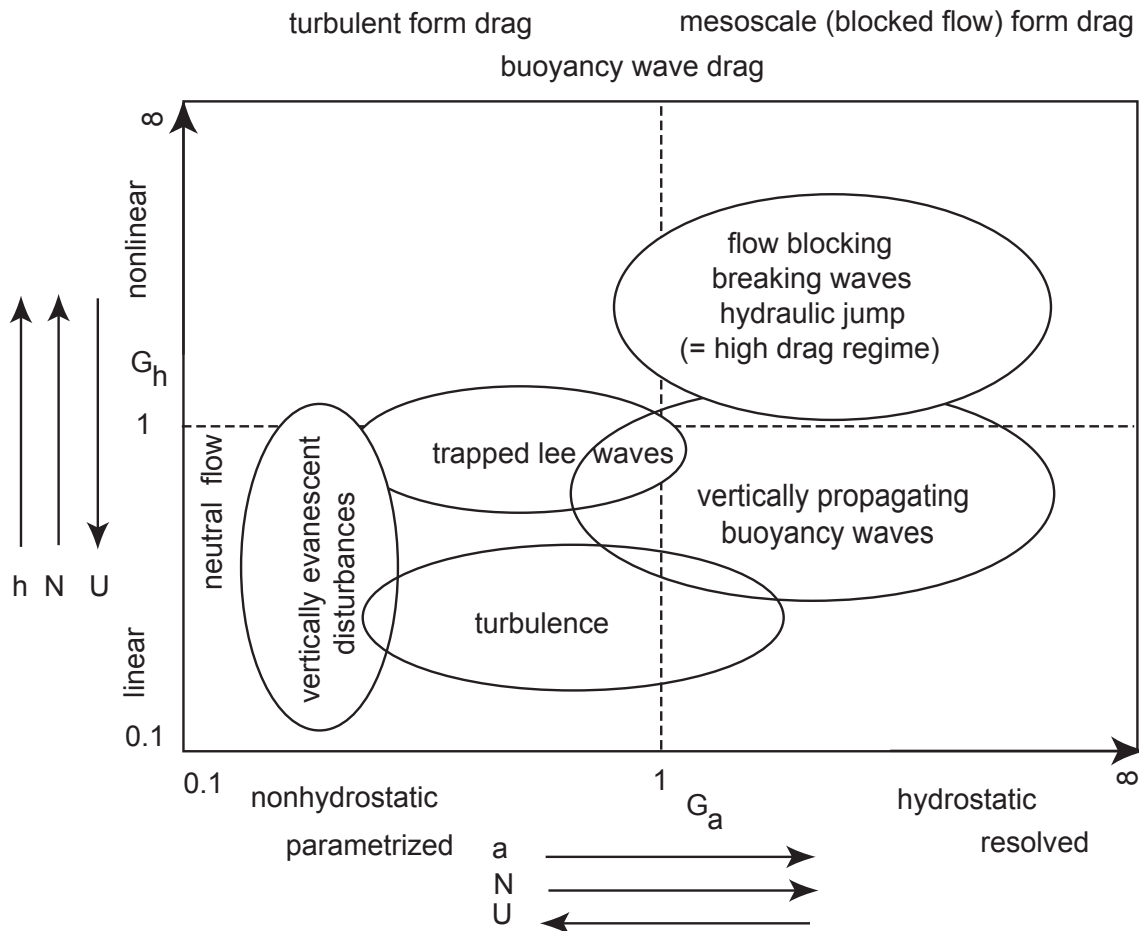 turbulent form drag
mesoscale (blocked flow) form drag
buoyancy wave drag
∞
nonlinear
G_h
1
neutral flow
linear
0.1
h N U
flow blocking
breaking waves
hydraulic jump
(= high drag regime)
trapped lee waves
vertically propagating
buoyancy waves
vertically evanescent
disturbances
turbulence
0.1
1
∞
nonhydrostatic
G_a
hydrostatic
parametrized
resolved
a
N
U